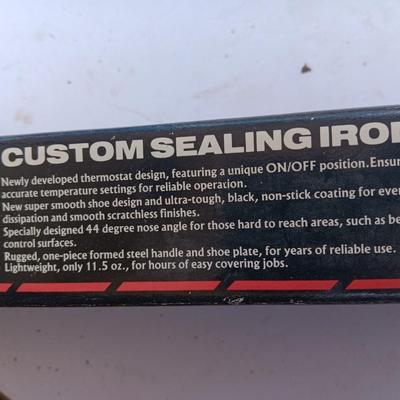 CUSTOM SEALING IRO
Newly developed thermostat design, featuring a unique ON/OFF position. Ensur
accurate temperature settings for reliable operation.
New super smooth shoe design and ultra-tough, black, non-stick coating for even
dissipation and smooth scratchless finishes.
Specially designed 44 degree nose angle for those hard to reach areas, such as be
control surfaces.
Rugged, one-piece formed steel handle and shoe plate, for years of reliable use.
Lightweight, only 11.5 oz., for hours of easy covering jobs.